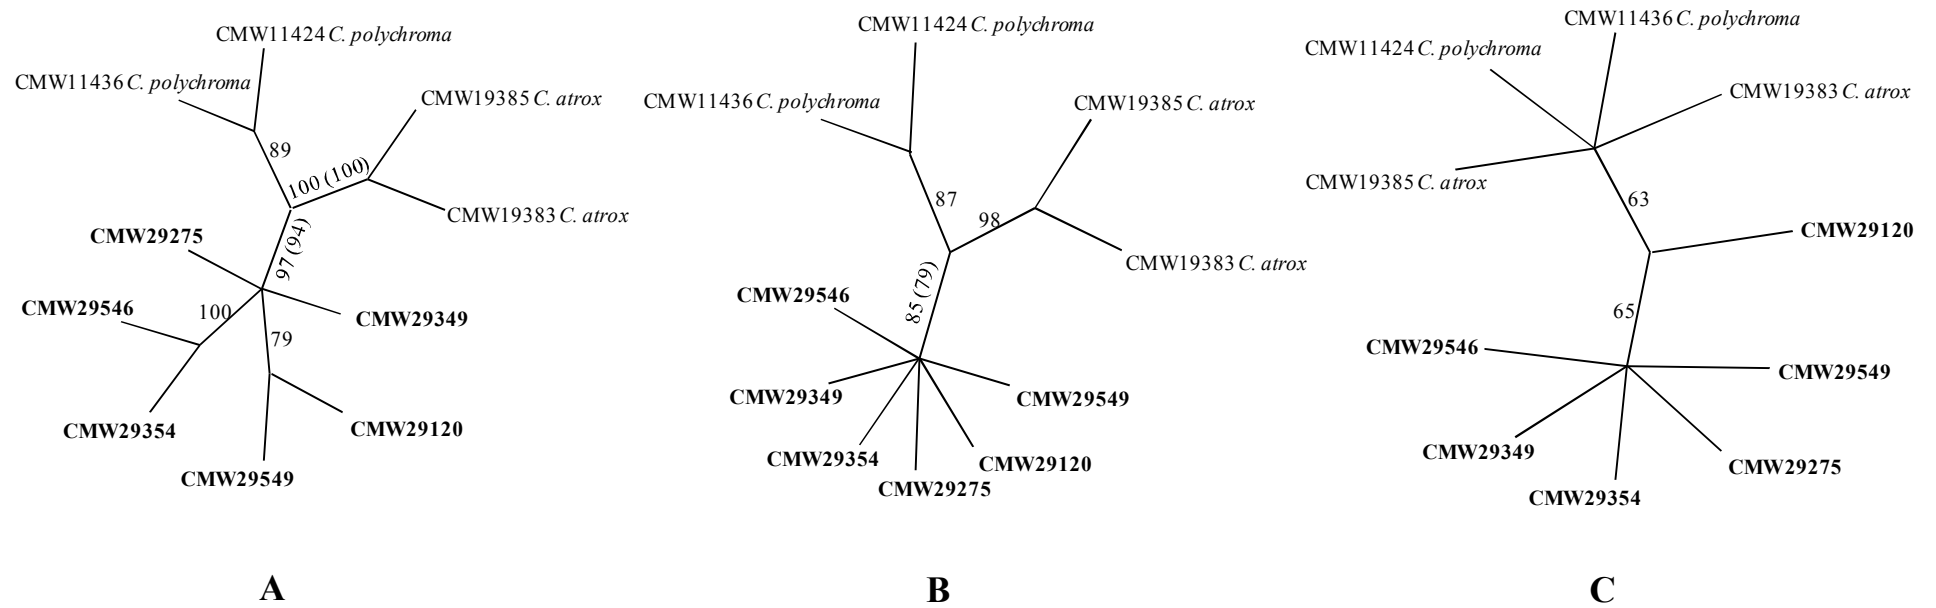 CMW11424 C. polychroma
CMW11436 C. polychroma
CMW19385 C. atrox
89
100 (100)
CMW19383 C. atrox
97 (94)
CMW29275
CMW29546
100
CMW29349
79
CMW29354
CMW29120
CMW29549
A
CMW11424 C. polychroma
CMW11436 C. polychroma
CMW19385 C. atrox
87
98
CMW19383 C. atrox
85 (79)
CMW29546
CMW29349
CMW29549
CMW29354
CMW29120
CMW29275
B
CMW11436 C. polychroma
CMW11424 C. polychroma
CMW19383 C. atrox
CMW19385 C. atrox
63
CMW29120
65
CMW29546
CMW29549
CMW29349
CMW29275
CMW29354
C